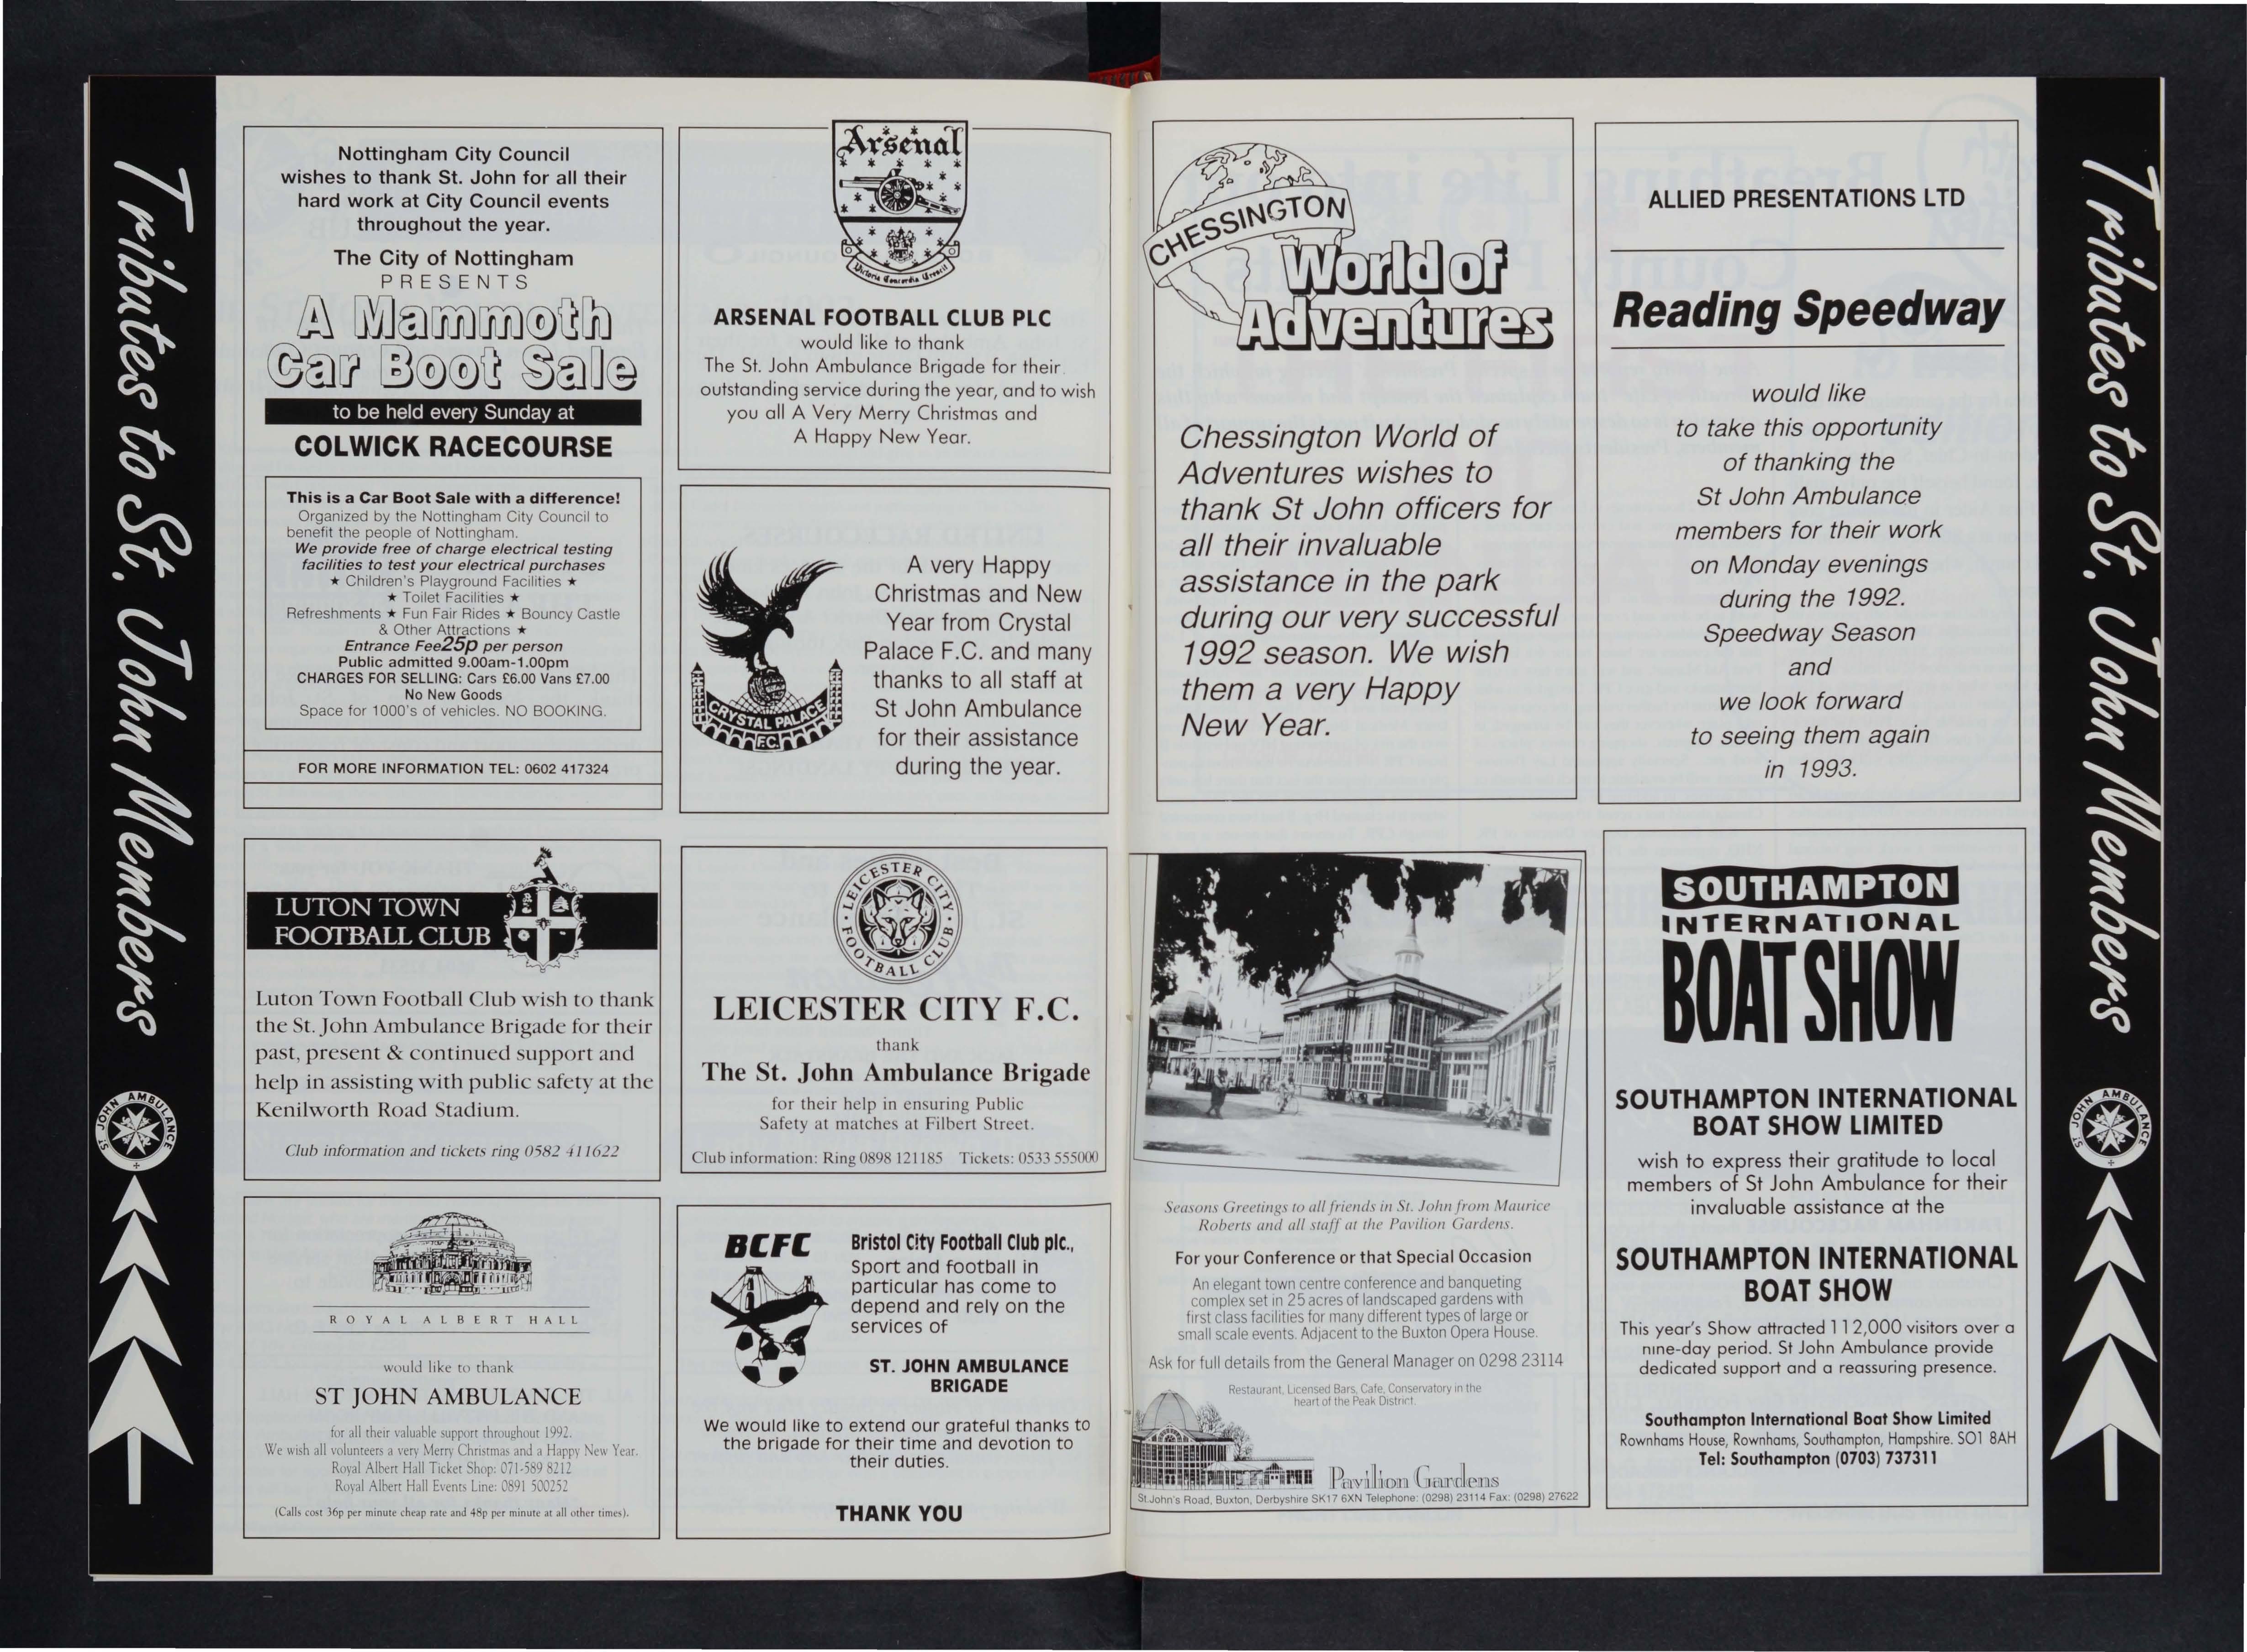 Tributes to St. John Members
ST JOHN AMBULANCE
Nottingham City Council
wishes to thank St. John for all their
hard work at City Council events
throughout the year.
The City of Nottingham
PRESENTS
A Mammoth
Car Boot Sale
to be held every Sunday at
COLWICK RACECOURSE
This is a Car Boot Sale with a difference!
Organized by the Nottingham City Council to
benefit the people of Nottingham.
We provide free of charge electrical testing
facilities to test your electrical purchases
★ Children's Playground Facilities ★
★ Toilet Facilities ★
Refreshments ★ Fun Fair Rides ★ Bouncy Castle
& Other Attractions ★
Entrance Fee 25p per person
Public admitted 9.00am-1.00pm
CHARGES FOR SELLING: Cars £6.00 Vans £7.00
No New Goods
Space for 1000's of vehicles. NO BOOKING.
FOR MORE INFORMATION TEL: 0602 417324
Arsenal
Victoria Concordia Crescit
ARSENAL FOOTBALL CLUB PLC
would like to thank
The St. John Ambulance Brigade for their
outstanding service during the year, and to wish
you all A Very Merry Christmas and
A Happy New Year.
CRYSTAL PALACE
F.C.
A very Happy
Christmas and New
Year from Crystal
Palace F.C. and many
thanks to all staff at
St John Ambulance
for their assistance
during the year.
LUTON TOWN
FOOTBALL CLUB
Luton Town Football Club wish to thank
the St. John Ambulance Brigade for their
past, present & continued support and
help in assisting with public safety at the
Kenilworth Road Stadium.
Club information and tickets ring 0582 411622
LEICESTER CITY
FOOTBALL CLUB
LEICESTER CITY F.C.
thank
The St. John Ambulance Brigade
for their help in ensuring Public
Safety at matches at Filbert Street.
Club information: Ring 0898 121185 Tickets: 0533 555000
ROYAL ALBERT HALL
would like to thank
ST JOHN AMBULANCE
for all their valuable support throughout 1992.
We wish all volunteers a very Merry Christmas and a Happy New Year.
Royal Albert Hall Ticket Shop: 071-589 8212
Royal Albert Hall Events Line: 0891 500252
(Calls cost 36p per minute cheap rate and 48p per minute at all other times).
BCFC
Bristol City Football Club plc.,
Sport and football in
particular has come to
depend and rely on the
services of
ST. JOHN AMBULANCE
BRIGADE
We would like to extend our grateful thanks to
the brigade for their time and devotion to
their duties.
THANK YOU
CHESSINGTON
World of
Adventures
Chessington World of
Adventures wishes to
thank St John officers for
all their invaluable
assistance in the park
during our very successful
1992 season. We wish
them a very Happy
New Year.
ALLIED PRESENTATIONS LTD
Reading Speedway
would like
to take this opportunity
of thanking the
St John Ambulance
members for their work
on Monday evenings
during the 1992.
Speedway Season
and
we look forward
to seeing them again
in 1993.
Seasons Greetings to all friends in St. John from Maurice
Roberts and all staff at the Pavilion Gardens.
For your Conference or that Special Occasion
An elegant town centre conference and banqueting
complex set in 25 acres of landscaped gardens with
first class facilities for many different types of large or
small scale events. Adjacent to the Buxton Opera House.
Ask for full details from the General Manager on 0298 23114
Restaurant, Licensed Bars, Cafe, Conservatory in the
heart of the Peak District.
Pavilion Gardens
St.John's Road, Buxton, Derbyshire SK17 6XN Telephone: (0298) 23114 Fax: (0298) 27622
SOUTHAMPTON
INTERNATIONAL
BOAT SHOW
SOUTHAMPTON INTERNATIONAL
BOAT SHOW LIMITED
wish to express their gratitude to local
members of St John Ambulance for their
invaluable assistance at the
SOUTHAMPTON INTERNATIONAL
BOAT SHOW
This year's Show attracted 112,000 visitors over a
nine-day period. St John Ambulance provide
dedicated support and a reassuring presence.
Southampton International Boat Show Limited
Rownhams House, Rownhams, Southampton, Hampshire. SO1 8AH
Tel: Southampton (0703) 737311
Tributes to St. John Members
ST JOHN AMBULANCE